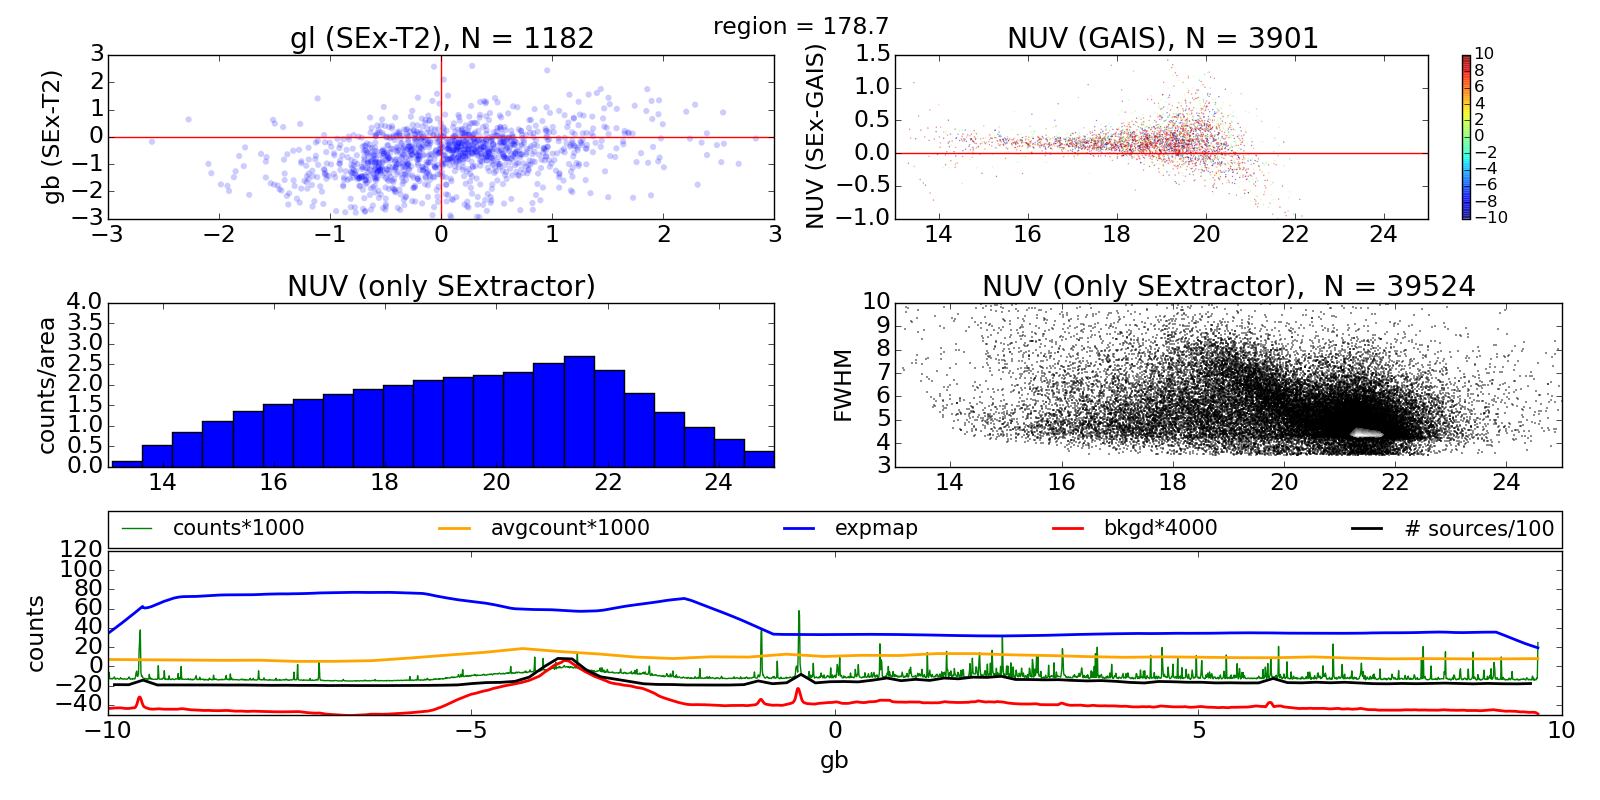 region = 178.7
gl (SEx-T2), N = 1182
gb (SEx-T2)
3
2
1
0
−1
−2
−3
−3 −2 −1 0 1 2 3
NUV (GAIS), N = 3901
NUV (SEx-GAIS)
1.5
1.0
0.5
0.0
−0.5
−1.0
14 16 18 20 22 24
10
8
6
4
2
0
−2
−4
−6
−8
−10
NUV (only SExtractor)
counts/area
4.0
3.5
3.0
2.5
2.0
1.5
1.0
0.5
0.0
14 16 18 20 22 24
NUV (Only SExtractor),  N = 39524
FWHM
10
9
8
7
6
5
4
3
14 16 18 20 22 24
counts*1000 avgcount*1000 expmap bkgd*4000 # sources/100
counts
120
100
80
60
40
20
0
−20
−40
−10 −5 0 5 10
gb